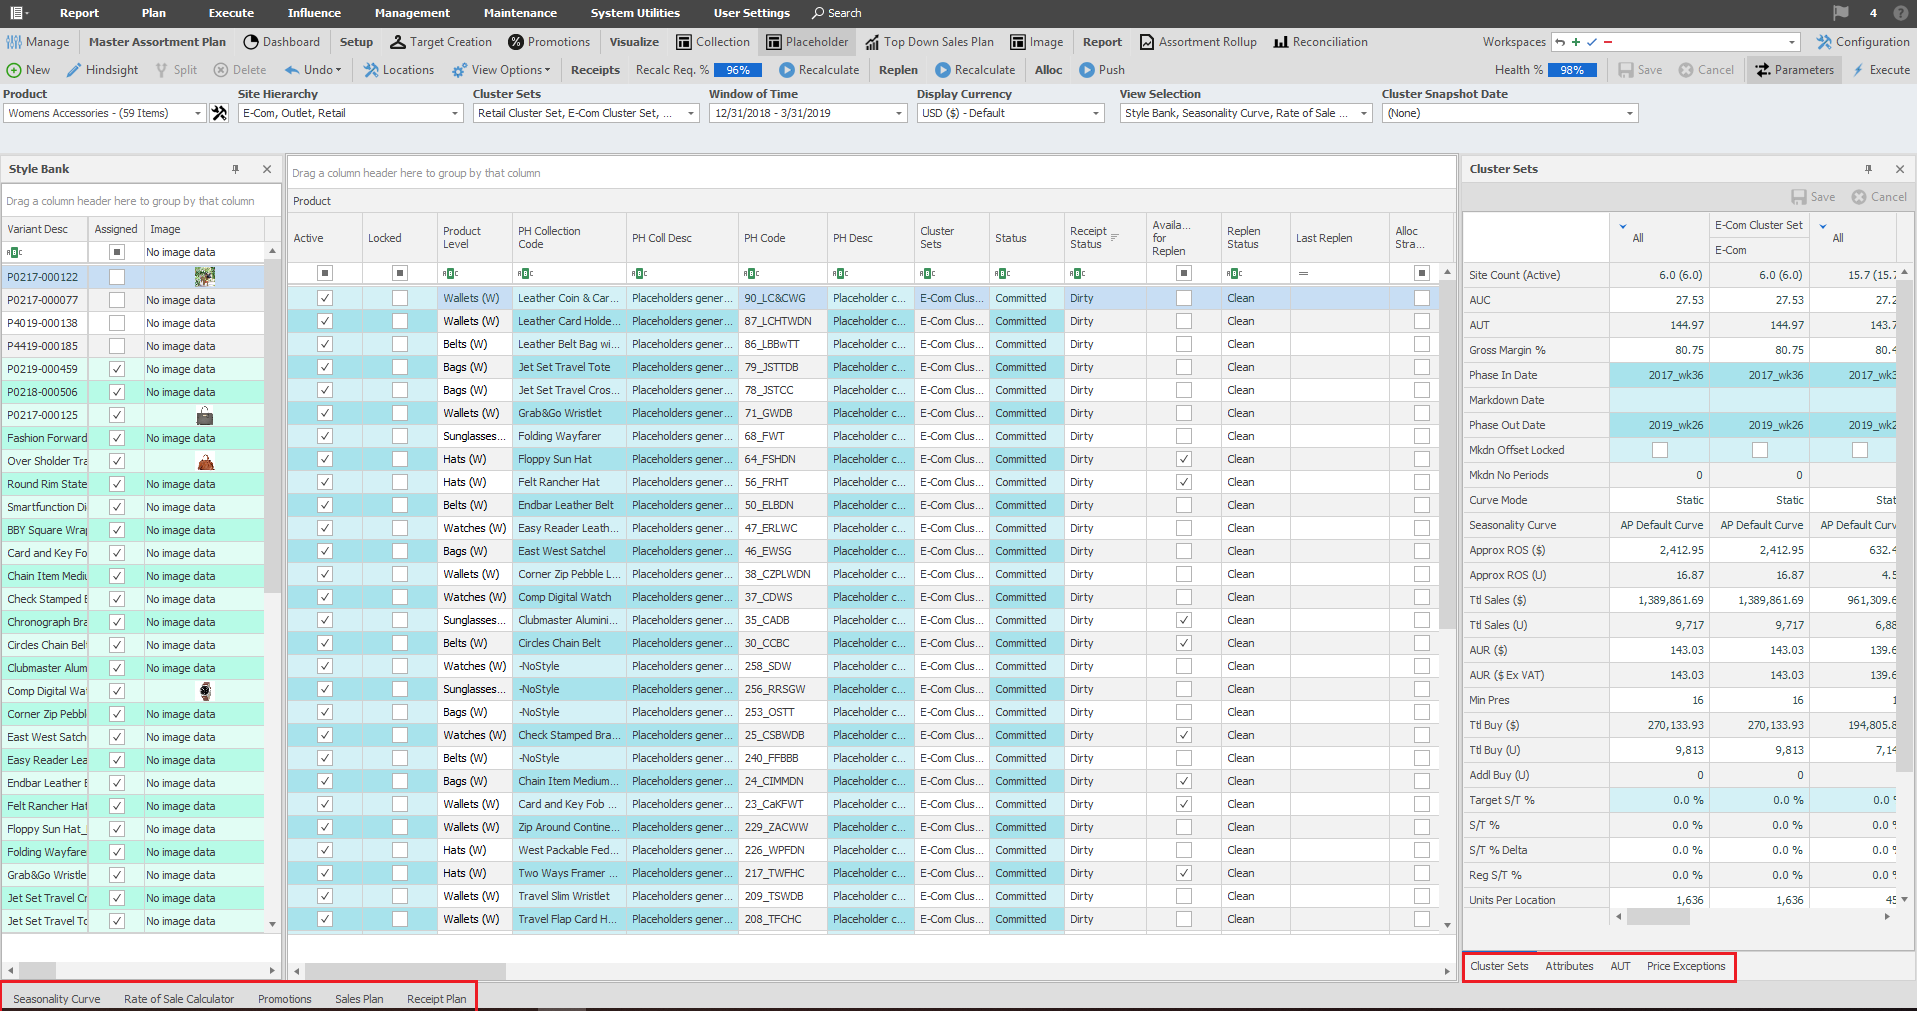 Report Plan Execute Influence Management Maintenance System Utilities User Settings Search 4
Manage Master Assortment Plan Dashboard Setup Target Creation Promotions Visualize Collection Placeholder Top Down Sales Plan Image Report Assortment Rollup Reconciliation Workspaces Configuration
New Hindsight Split Delete Undo Locations View Options Receipts Recalc Req. % 96% Recalculate Replen Recalculate Alloc Push Health % 98% Save Cancel Parameters Execute
Product Site Hierarchy Cluster Sets Window of Time Display Currency View Selection Cluster Snapshot Date
Womens Accessories - (59 Items) E-Com, Outlet, Retail Retail Cluster Set, E-Com Cluster Set, ... 12/31/2018 - 3/31/2019 USD ($) - Default Style Bank, Seasonality Curve, Rate of Sale ... (None)
Style Bank
Drag a column header here to group by that column
Variant Desc Assigned Image
No image data
P0217-000122
P0217-000077 No image data
P4019-000138 No image data
P4419-000185 No image data
P0219-000459 No image data
P0218-000506 No image data
P0217-000125
Fashion Forward No image data
Over Sholder Tra
Round Rim State No image data
Smartfunction Di No image data
BBY Square Wrap No image data
Card and Key Fo No image data
Chain Item Mediu No image data
Check Stamped B No image data
Chronograph Bra No image data
Circles Chain Belt No image data
Clubmaster Alum No image data
Comp Digital Wat
Corner Zip Pebbl No image data
East West Satch No image data
Easy Reader Lea No image data
Endbar Leather B No image data
Felt Rancher Hat No image data
Floppy Sun Hat_ No image data
Folding Wayfare No image data
Grab&Go Wristle No image data
Jet Set Travel Cr No image data
Jet Set Travel To No image data
Drag a column header here to group by that column
Product
Active Locked Product Level PH Collection Code PH Coll Desc PH Code PH Desc Cluster Sets Status Receipt Status Availa... for Replen Replen Status Last Replen Alloc Stra...
Wallets (W) Leather Coin & Car... Placeholders gener... 90_LC&CWG Placeholder c... E-Com Clus... Committed Dirty Clean
Wallets (W) Leather Card Holde... Placeholders gener... 87_LCHTWDN Placeholder c... E-Com Clus... Committed Dirty Clean
Belts (W) Leather Belt Bag wi... Placeholders gener... 86_LBBwTT Placeholder c... E-Com Clus... Committed Dirty Clean
Bags (W) Jet Set Travel Tote Placeholders gener... 79_JSTTDB Placeholder c... E-Com Clus... Committed Dirty Clean
Bags (W) Jet Set Travel Cros... Placeholders gener... 78_JSTCC Placeholder c... E-Com Clus... Committed Dirty Clean
Wallets (W) Grab&Go Wristlet Placeholders gener... 71_GWDB Placeholder c... E-Com Clus... Committed Dirty Clean
Sunglasses... Folding Wayfarer Placeholders gener... 68_FWT Placeholder c... E-Com Clus... Committed Dirty Clean
Hats (W) Floppy Sun Hat Placeholders gener... 64_FSHDN Placeholder c... E-Com Clus... Committed Dirty Clean
Hats (W) Felt Rancher Hat Placeholders gener... 56_FRHT Placeholder c... E-Com Clus... Committed Dirty Clean
Belts (W) Endbar Leather Belt Placeholders gener... 50_ELBDN Placeholder c... E-Com Clus... Committed Dirty Clean
Watches (W) Easy Reader Leath... Placeholders gener... 47_ERLWC Placeholder c... E-Com Clus... Committed Dirty Clean
Bags (W) East West Satchel Placeholders gener... 46_EWSG Placeholder c... E-Com Clus... Committed Dirty Clean
Wallets (W) Corner Zip Pebble L... Placeholders gener... 38_CZPLWDN Placeholder c... E-Com Clus... Committed Dirty Clean
Watches (W) Comp Digital Watch Placeholders gener... 37_CDWS Placeholder c... E-Com Clus... Committed Dirty Clean
Sunglasses... Clubmaster Alumini... Placeholders gener... 35_CADB Placeholder c... E-Com Clus... Committed Dirty Clean
Belts (W) Circles Chain Belt Placeholders gener... 30_CCBC Placeholder c... E-Com Clus... Committed Dirty Clean
Watches (W) -NoStyle Placeholders gener... 258_SDW Placeholder c... E-Com Clus... Committed Dirty Clean
Sunglasses... -NoStyle Placeholders gener... 256_RRSGW Placeholder c... E-Com Clus... Committed Dirty Clean
Bags (W) -NoStyle Placeholders gener... 253_OSTT Placeholder c... E-Com Clus... Committed Dirty Clean
Watches (W) Check Stamped Bra... Placeholders gener... 25_CSBWDB Placeholder c... E-Com Clus... Committed Dirty Clean
Belts (W) -NoStyle Placeholders gener... 240_FFBBB Placeholder c... E-Com Clus... Committed Dirty Clean
Bags (W) Chain Item Medium... Placeholders gener... 24_CIMMDN Placeholder c... E-Com Clus... Committed Dirty Clean
Wallets (W) Card and Key Fob ... Placeholders gener... 23_CaKFWT Placeholder c... E-Com Clus... Committed Dirty Clean
Wallets (W) Zip Around Contine... Placeholders gener... 229_ZACWW Placeholder c... E-Com Clus... Committed Dirty Clean
Hats (W) West Packable Fed... Placeholders gener... 226_WPFDN Placeholder c... E-Com Clus... Committed Dirty Clean
Hats (W) Two Ways Framer ... Placeholders gener... 217_TWFHC Placeholder c... E-Com Clus... Committed Dirty Clean
Wallets (W) Travel Slim Wristlet Placeholders gener... 209_TSWDB Placeholder c... E-Com Clus... Committed Dirty Clean
Wallets (W) Travel Flap Card H... Placeholders gener... 208_TFCHC Placeholder c... E-Com Clus... Committed Dirty Clean
Cluster Sets
Save Cancel
All E-Com Cluster Set All
E-Com
Site Count (Active) 6.0 (6.0) 6.0 (6.0) 15.7 (15.7
AUC 27.53 27.53 27.2
AUT 144.97 144.97 143.7
Gross Margin % 80.75 80.75 80.4
Phase In Date 2017_wk36 2017_wk36 2017_wk3
Markdown Date
Phase Out Date 2019_wk26 2019_wk26 2019_wk2
Mkdn Offset Locked
Mkdn No Periods 0 0
Curve Mode Static Static Stat
Seasonality Curve AP Default Curve AP Default Curve AP Default Curv
Approx ROS ($) 2,412.95 2,412.95 632.4
Approx ROS (U) 16.87 16.87 4.5
Ttl Sales ($) 1,389,861.69 1,389,861.69 961,309.6
Ttl Sales (U) 9,717 9,717 6,88
AUR ($) 143.03 143.03 139.6
AUR ($ Ex VAT) 143.03 143.03 139.6
Min Pres 16 16 1
Ttl Buy ($) 270,133.93 270,133.93 194,805.8
Ttl Buy (U) 9,813 9,813 7,14
Addl Buy (U) 0 0
Target S/T % 0.0 % 0.0 % 0.0 %
S/T % 0.0 % 0.0 % 0.0 %
S/T % Delta 0.0 % 0.0 % 0.0 %
Reg S/T % 0.0 % 0.0 % 0.0 %
Units Per Location 1,636 1,636 45
Cluster Sets Attributes AUT Price Exceptions
Seasonality Curve Rate of Sale Calculator Promotions Sales Plan Receipt Plan